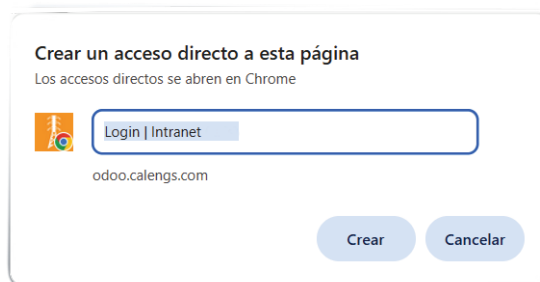 Crear un acceso directo a esta página
Los accesos directos se abren en Chrome
Login | Intranet
odoo.calengs.com
Crear
Cancelar